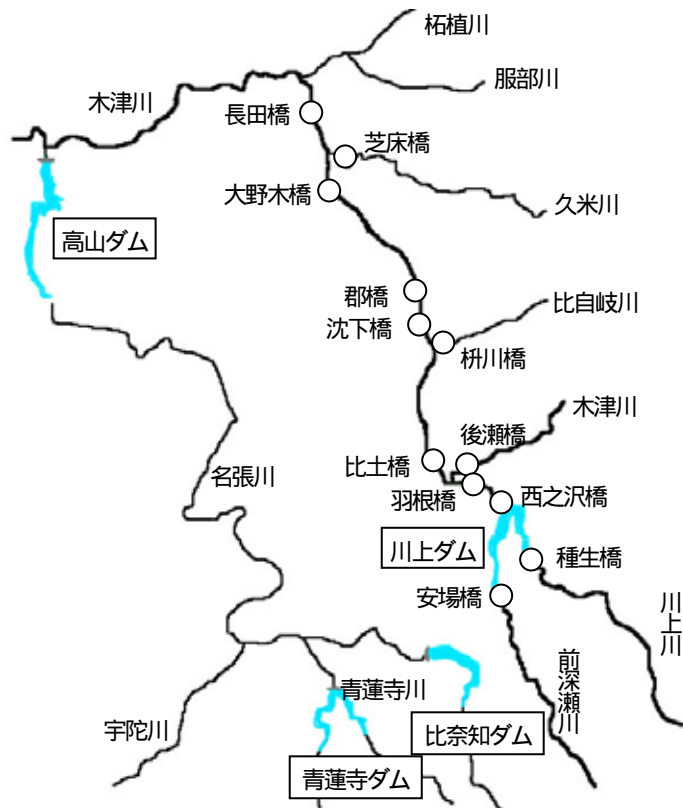 柘植川
服部川
木津川
長田橋
芝床橋
大野木橋
久米川
高山ダム
郡橋
比自岐川
沈下橋
枡川橋
木津川
後瀬橋
比土橋
名張川
羽根橋
西之沢橋
川上ダム
種生橋
安場橋
川上川
前深瀬川
青蓮寺川
宇陀川
比奈知ダム
青蓮寺ダム